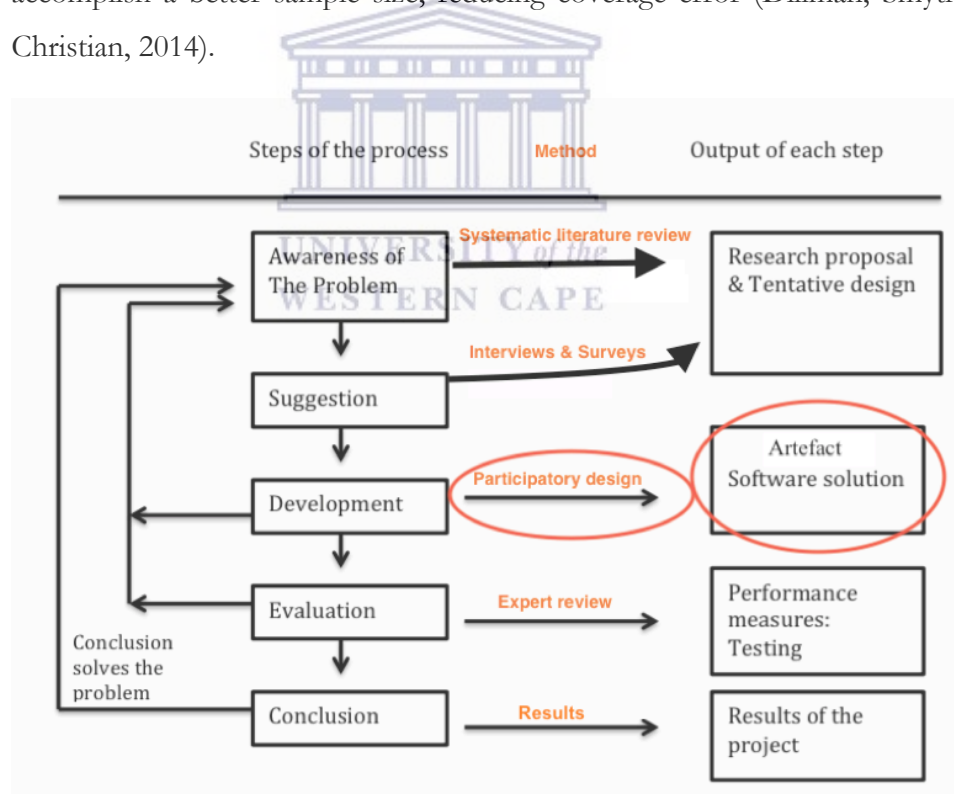 accomplish a better sample size, reducing coverage error (Dillman,
Christian, 2014).
Steps of the process
Method
Output of each step
UNIVERSITY of the
WESTERN CAPE
Awareness of
The Problem
Systematic literature review
Research proposal
& Tentative design
Suggestion
Interviews & Surveys
Development
Participatory design
Artefact
Software solution
Evaluation
Expert review
Performance
measures:
Testing
Conclusion
solves the
problem
Conclusion
Results
Results of the
project